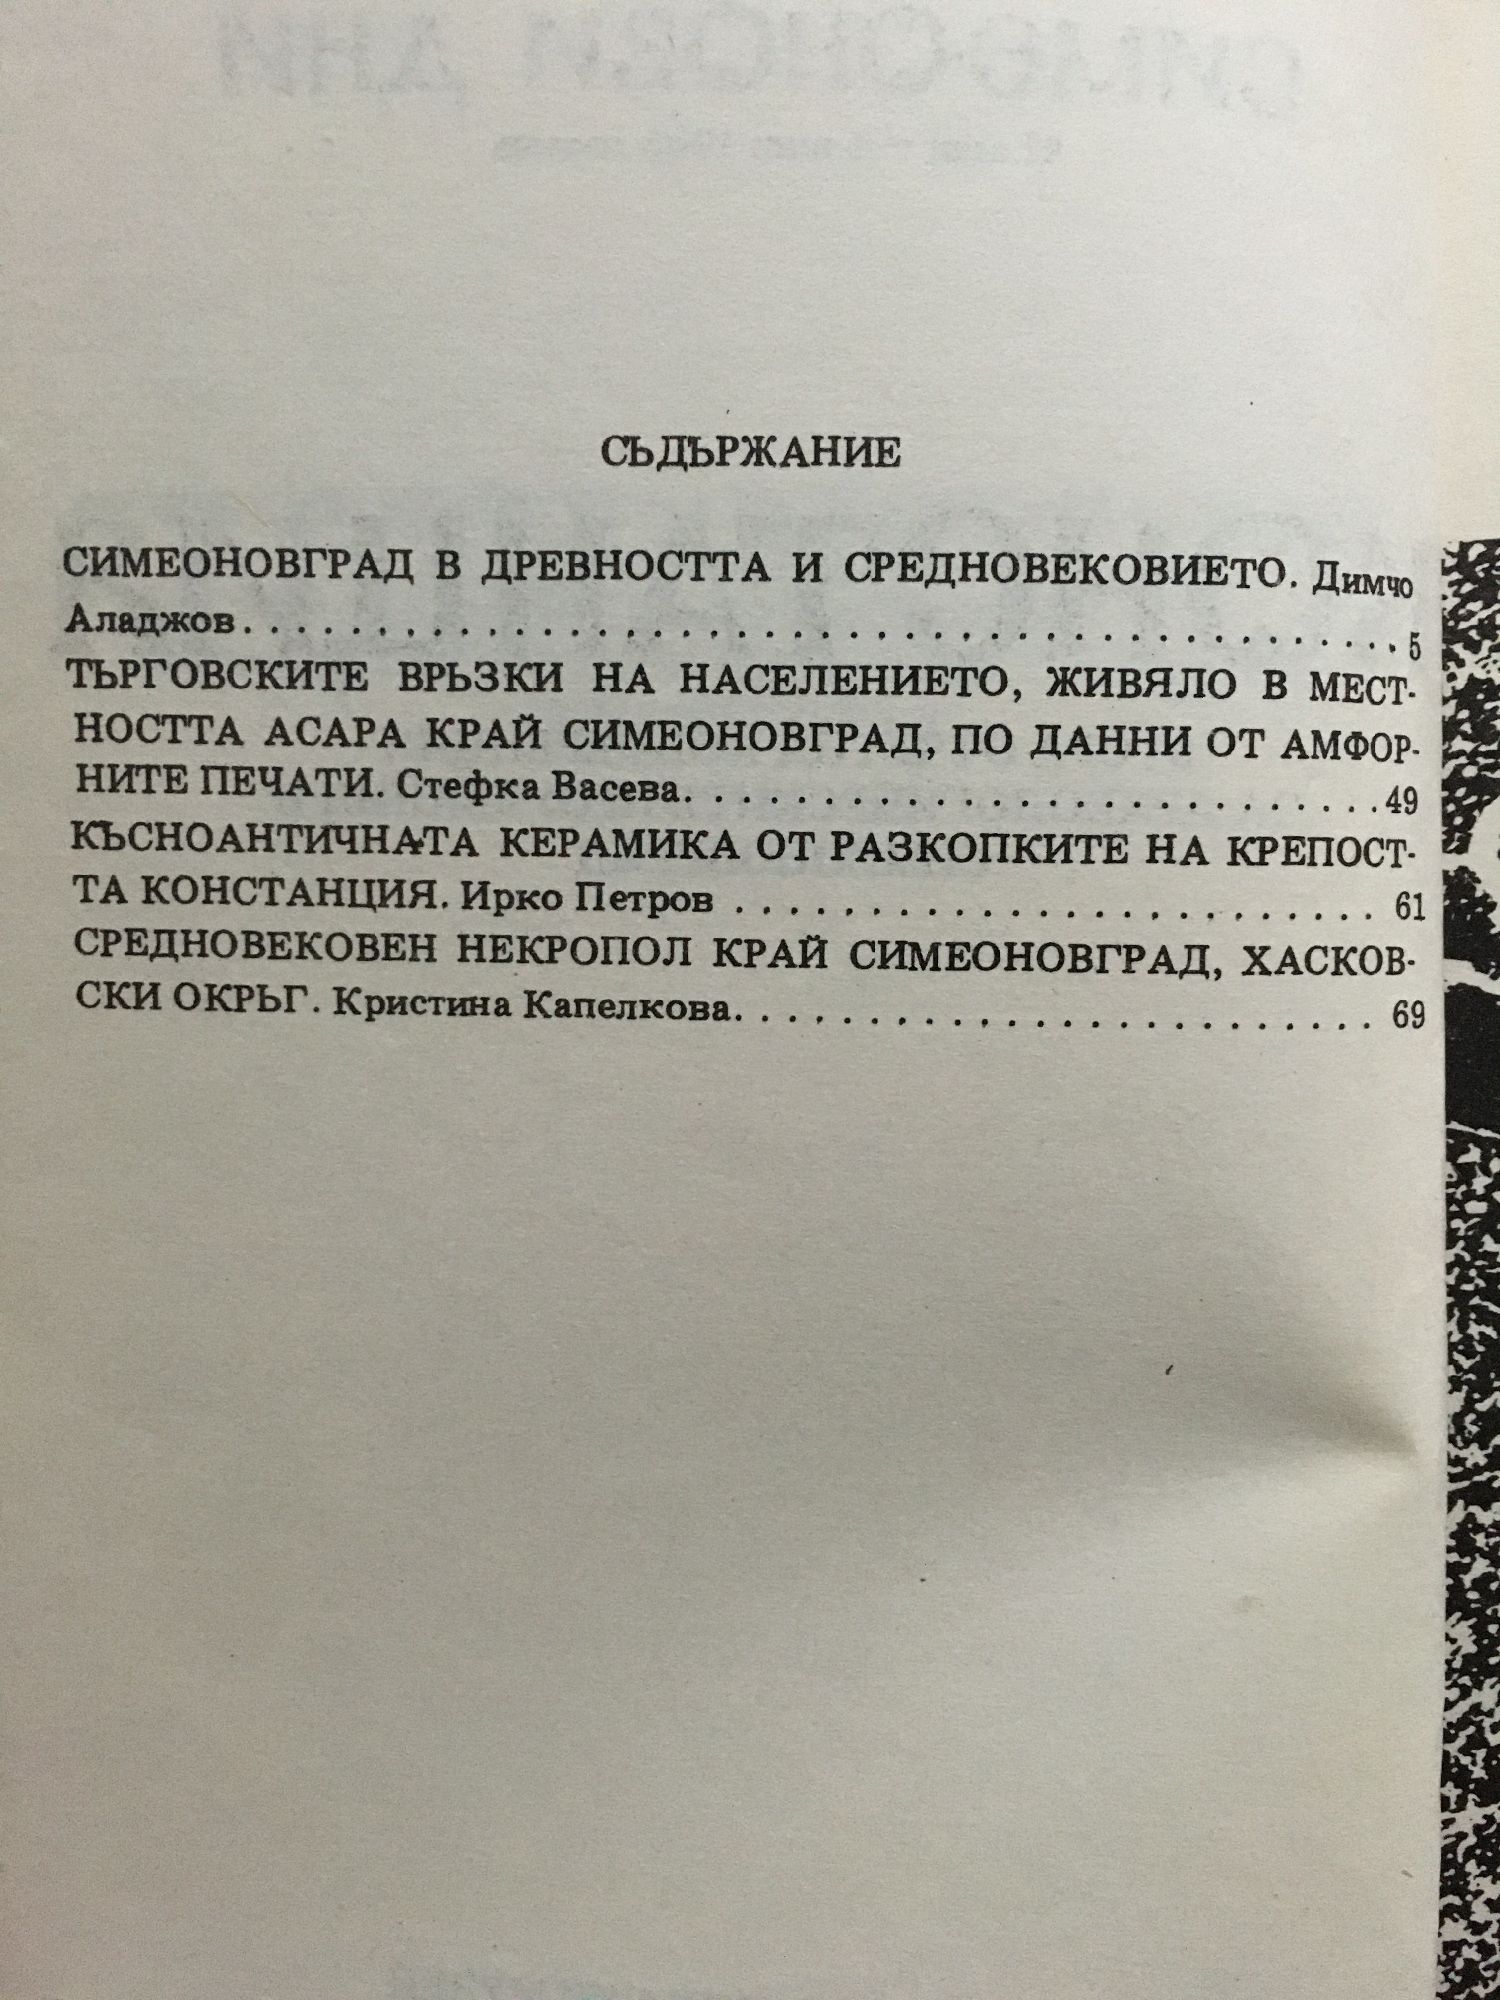 СЪДЪРЖАНИЕ
СИМЕОНОВГРАД В ДРЕВНОСТТА И СРЕДНОВЕКОВИЕТО. Димчо
Аладжов. . . . . . . . . . . . . . . . . . . . . . . . . . . . . . . . . . . . . . . . . . . 5
ТЪРГОВСКИТЕ ВРЪЗКИ НА НАСЕЛЕНИЕТО, ЖИВЯЛО В МЕСТ-
НОСТТА АСАРА КРАЙ СИМЕОНОВГРАД, ПО ДАННИ ОТ АМФОР-
НИТЕ ПЕЧАТИ. Стефка Васева. . . . . . . . . . . . . . . . . . . . . . . . . . 49
КЪСНОАНТИЧНАТА КЕРАМИКА ОТ РАЗКОПКИТЕ НА КРЕПОСТ-
ТА КОНСТАНЦИЯ. Ирко Петров . . . . . . . . . . . . . . . . . . . . . . . . 61
СРЕДНОВЕКОВЕН НЕКРОПОЛ КРАЙ СИМЕОНОВГРАД, ХАСКОВ-
СКИ ОКРЪГ. Кристина Капелкова. . . . . . . . . . . . . . . . . . . . . . . . 69